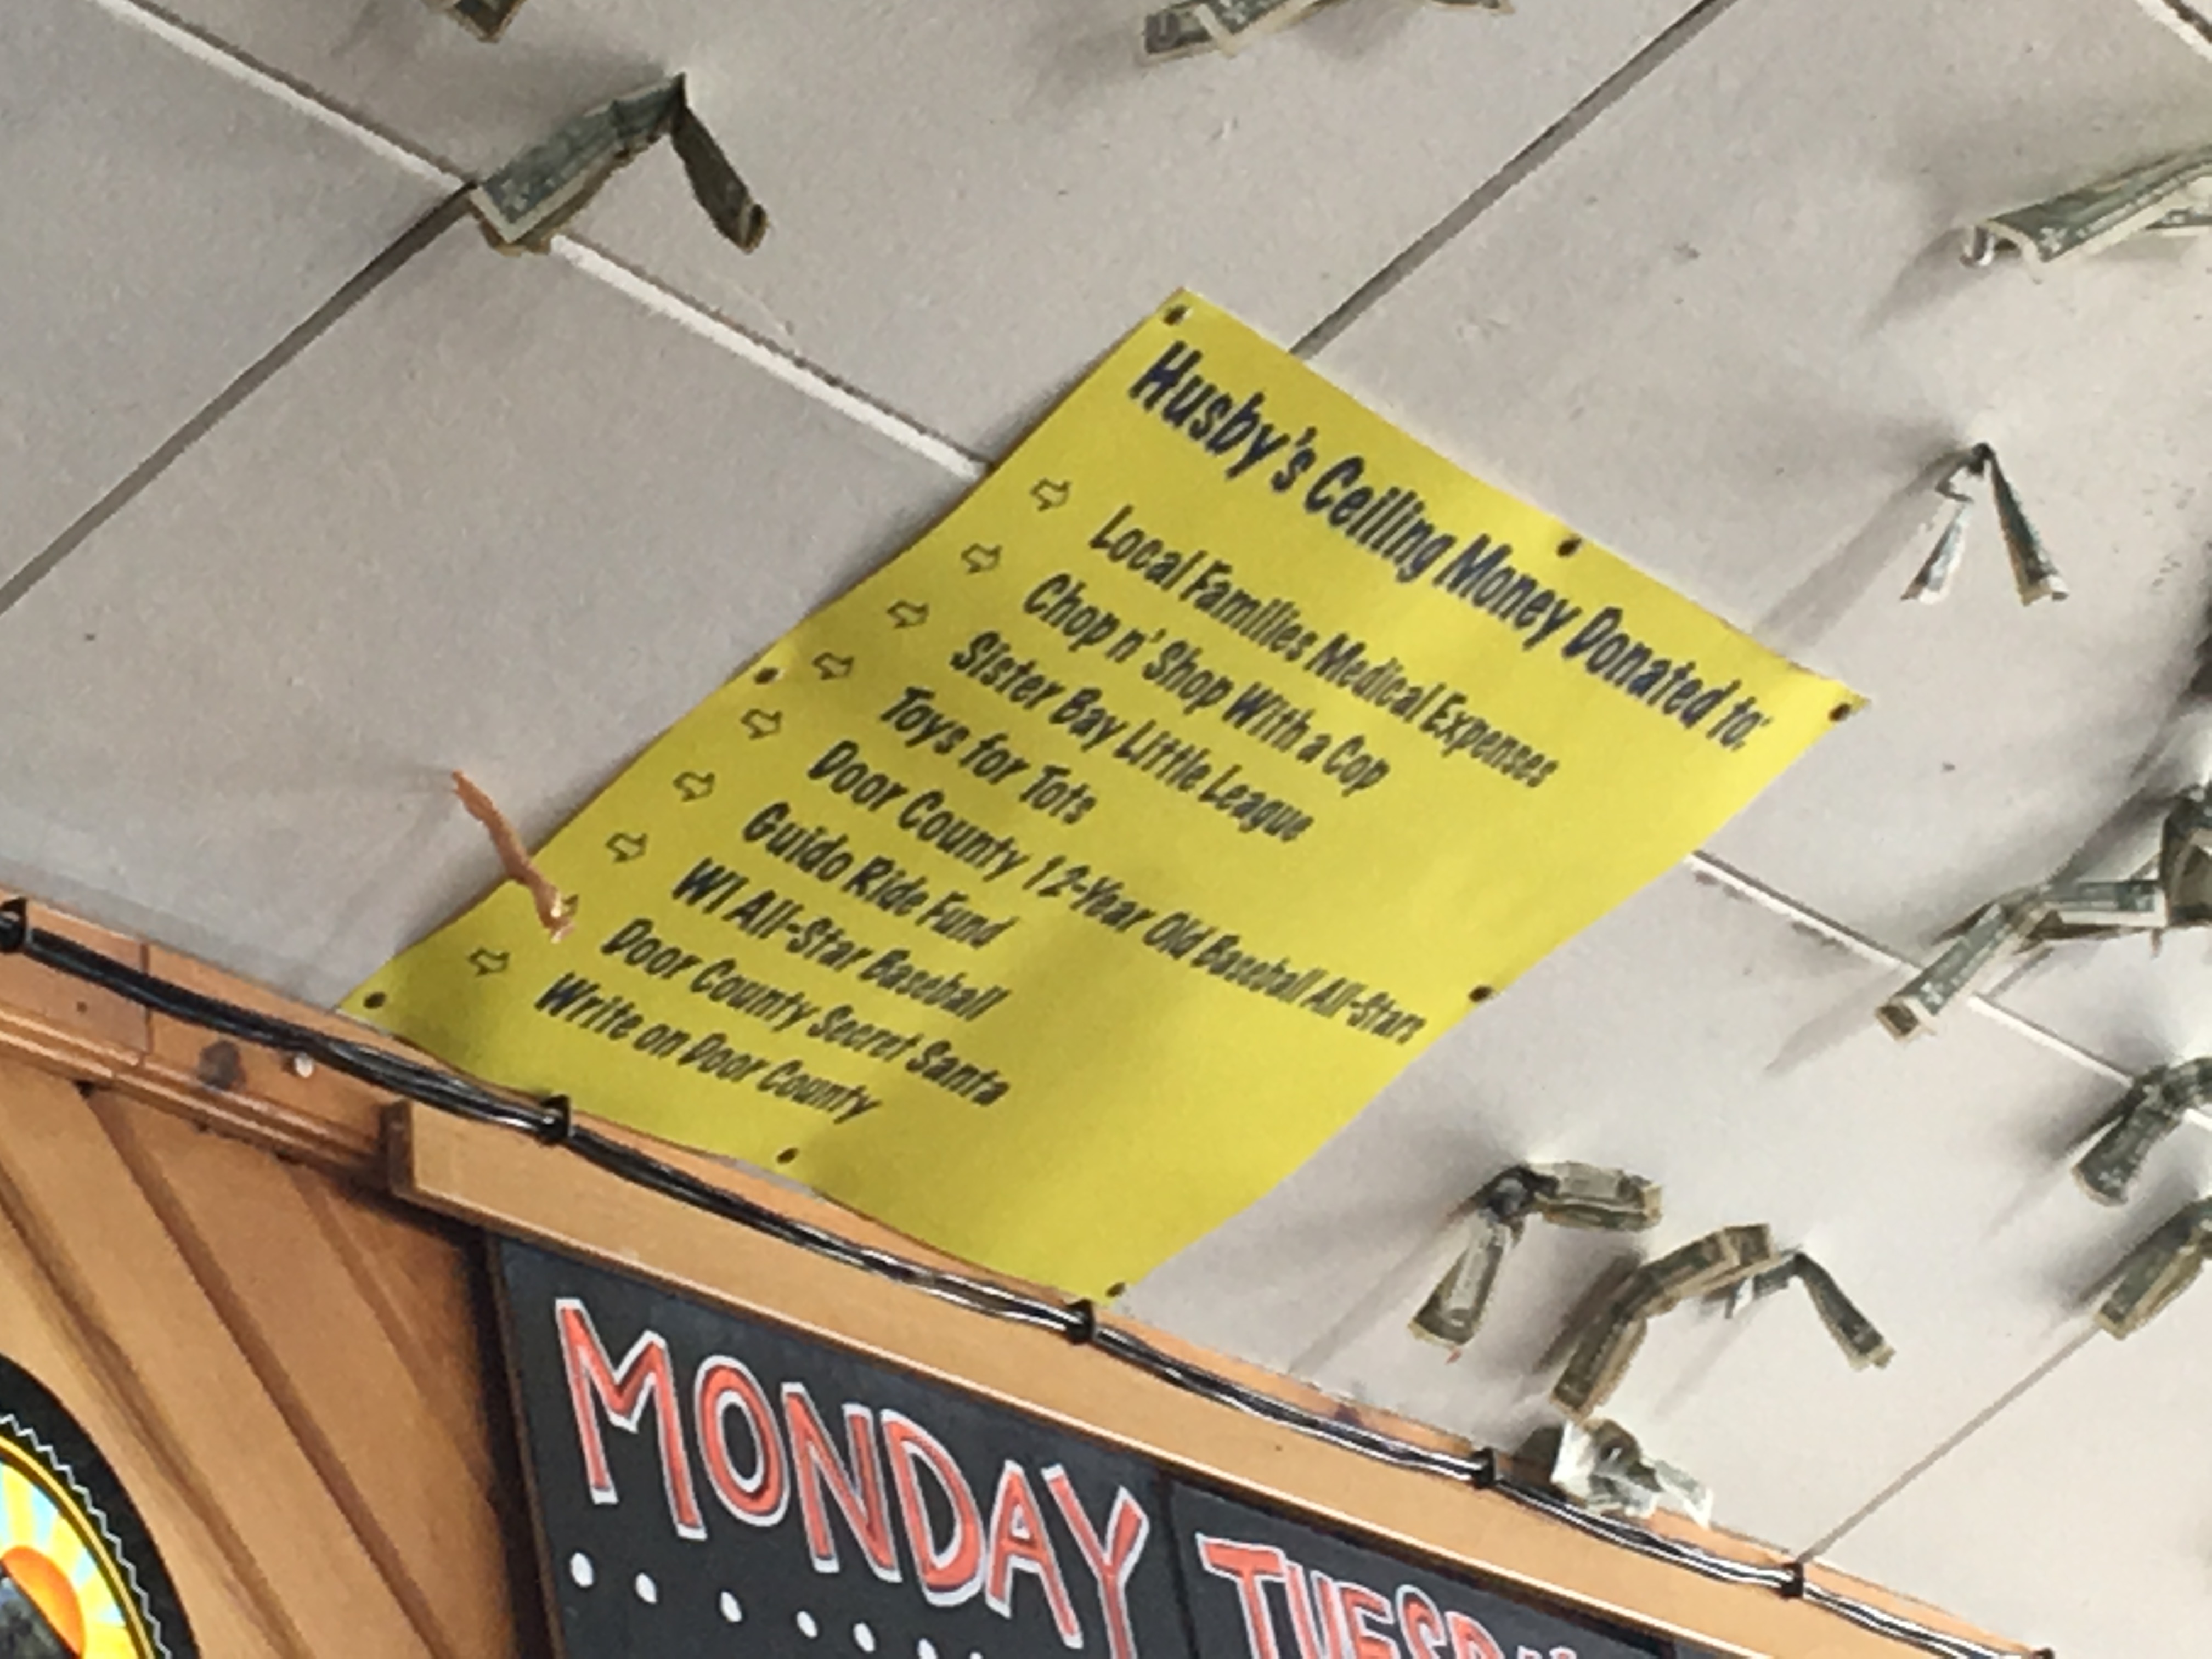 Husby's Ceiling Money Donated to:
Local Families Medical Expenses
Chop n' Shop With a Cop
Sister Bay Little League
Toys for Tots
Door County 12-Year Old Baseball All-Stars
Guido Ride Fund
WI All-Star Baseball
Door County Secret Santa
Write on Door County
MONDAY